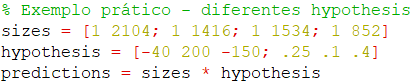 % Exemplo prático - diferentes hypothesis
sizes = [1 2104; 1 1416; 1 1534; 1 852]
hypothesis = [-40 200 -150; .25 .1 .4]
predictions = sizes * hypothesis